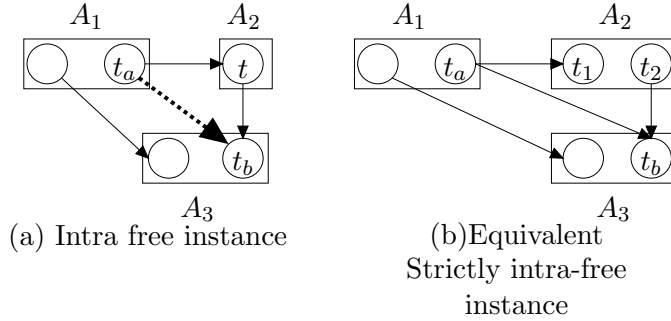 A1 A2 A1 A2
ta t ta t1 t2
tb tb
A3 A3
(a) Intra free instance (b)Equivalent
Strictly intra-free
instance